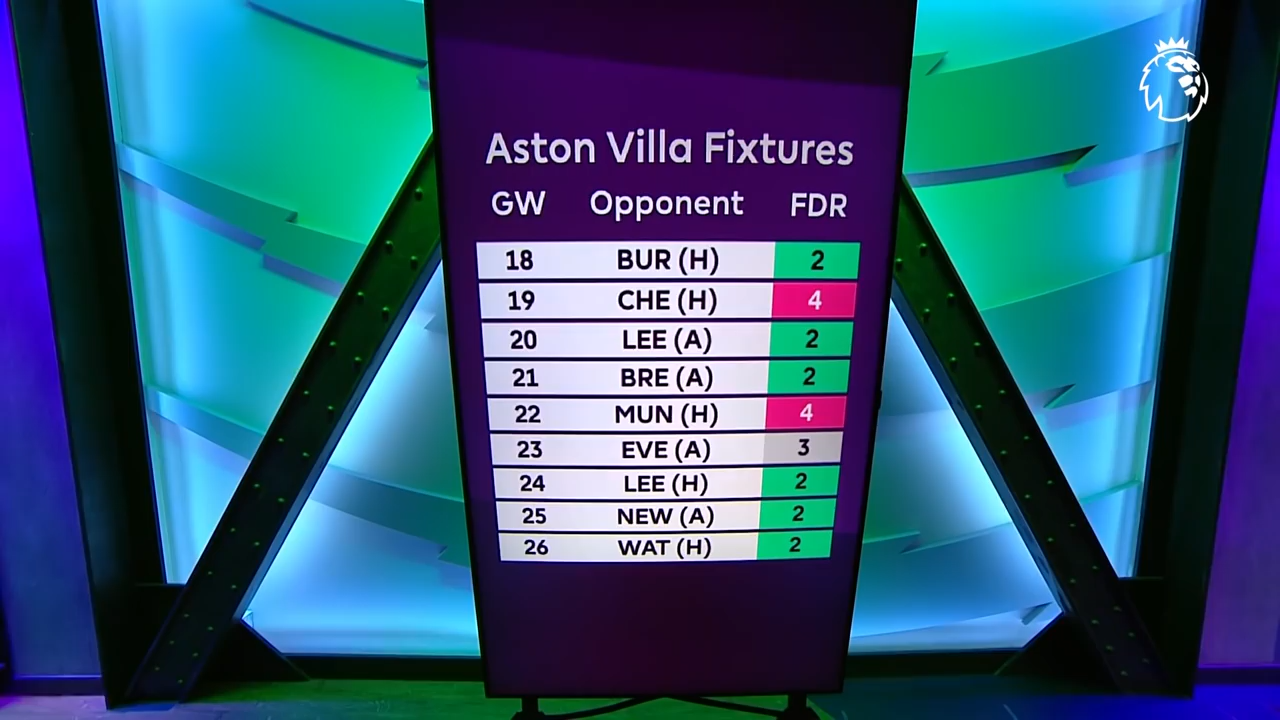 Aston Villa Fixtures
GW Opponent FDR
18 BUR (H) 2
19 CHE (H) 4
20 LEE (A) 2
21 BRE (A) 2
22 MUN (H) 4
23 EVE (A) 3
24 LEE (H) 2
25 NEW (A) 2
26 WAT (H) 2